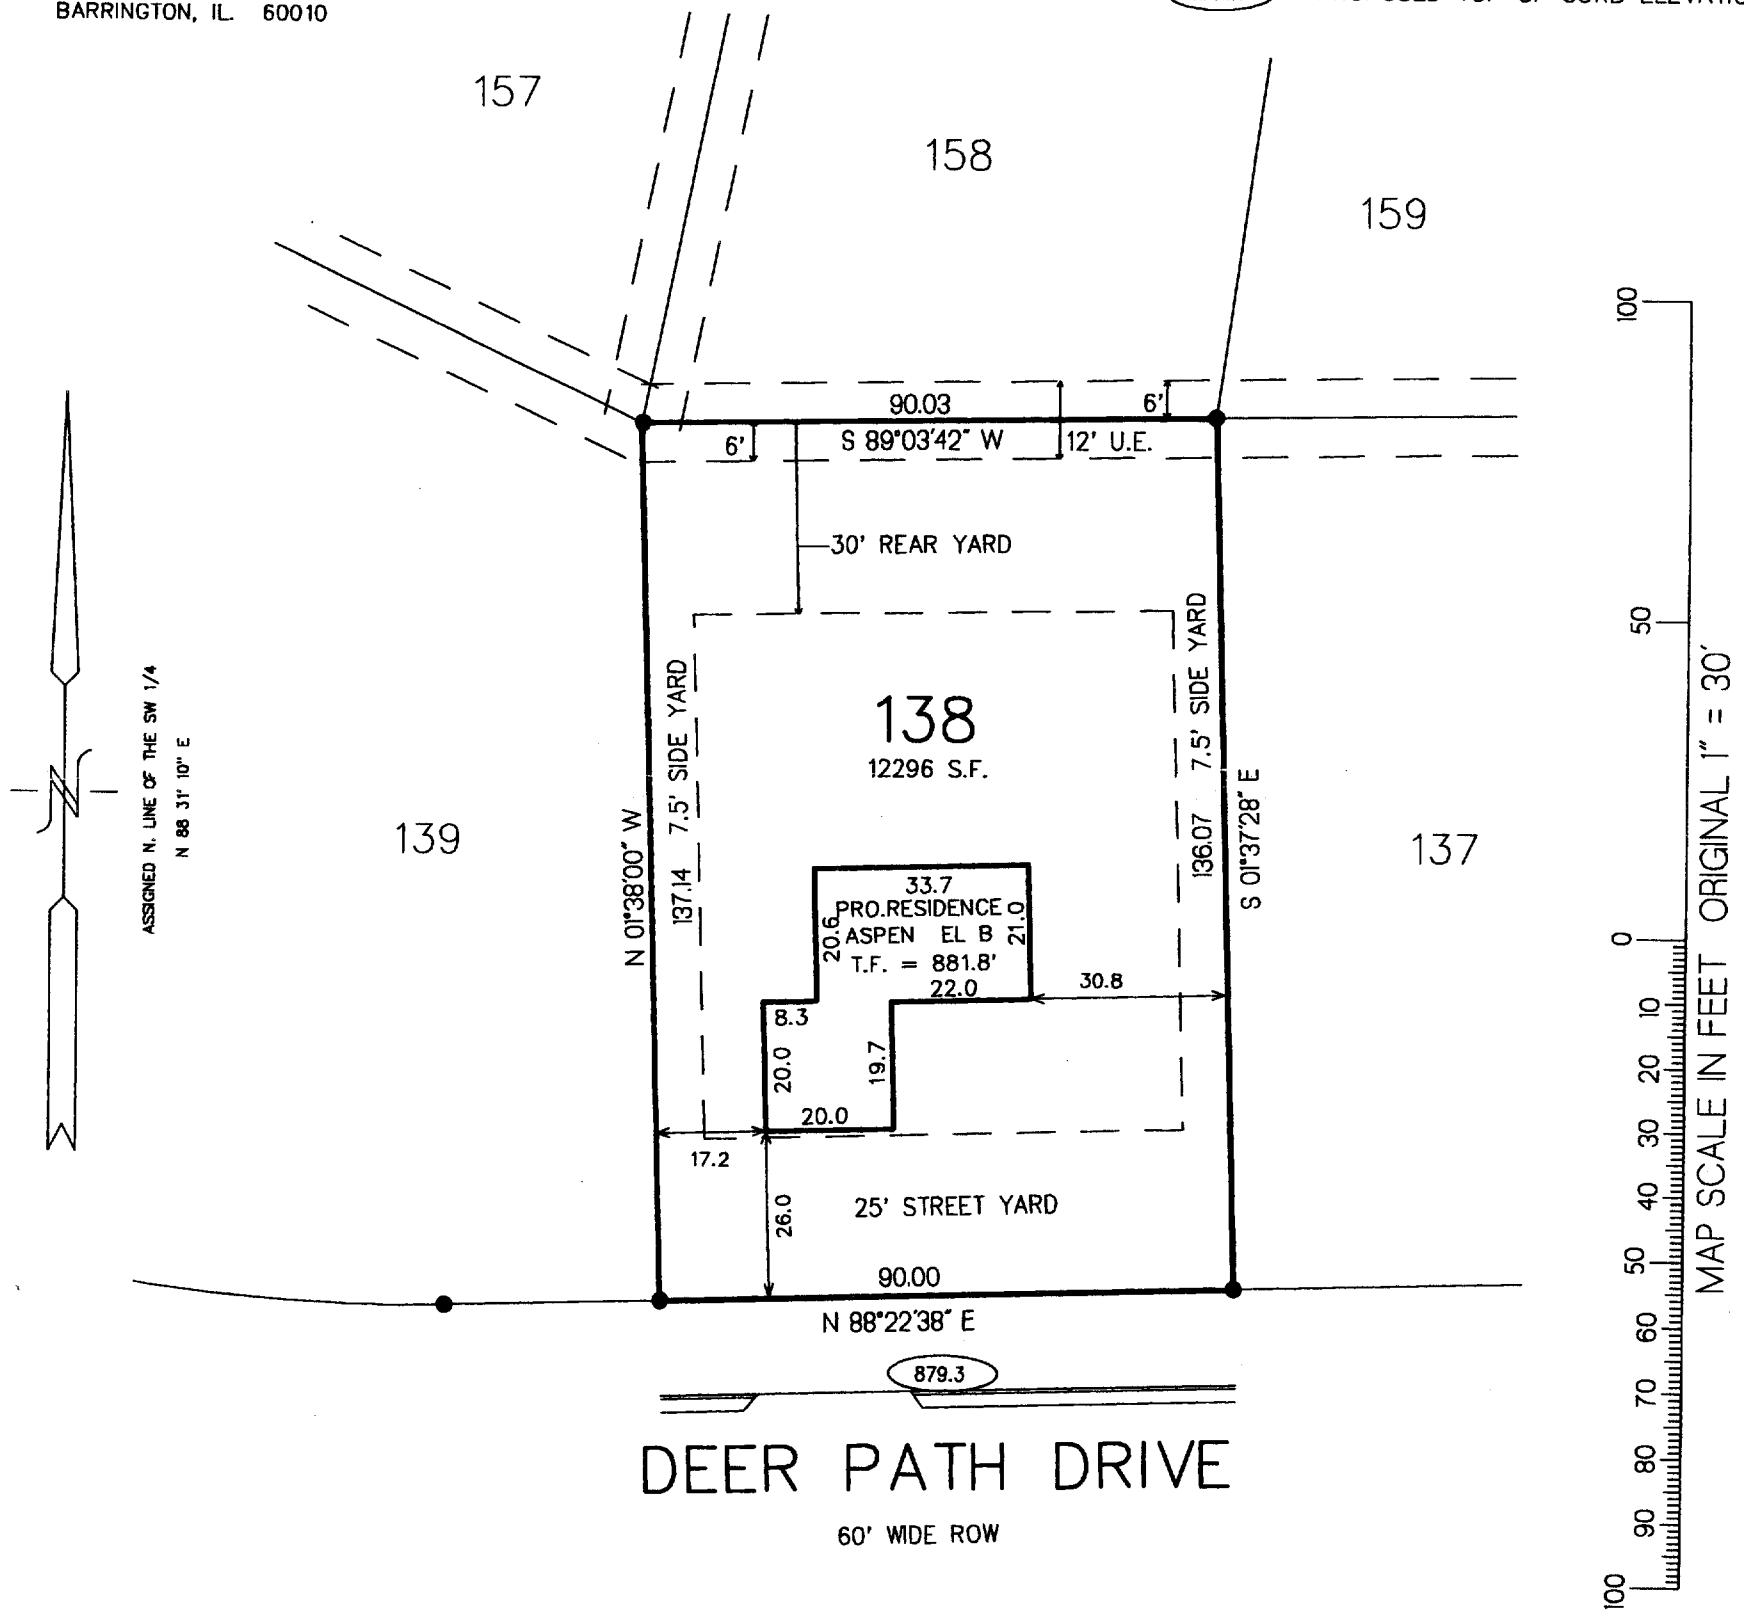 BARRINGTON, IL. 60010
157
158
159
90.03
6'
6'
S 89°03'42" W
12' U.E.
30' REAR YARD
100
50
0
10
20
30
40
50
60
70
80
90
100
MAP SCALE IN FEET ORIGINAL 1" = 30'
ASSIGNED N. LINE OF THE SW 1/4
N 88 31' 10" E
N
139
N 01°38'00" W
137.14 7.5' SIDE YARD
138
12296 S.F.
136.07 7.5' SIDE YARD
S 01°37'28" E
137
33.7
PRO.RESIDENCE
ASPEN EL B
T.F. = 881.8'
20.6
21.0
22.0
30.8
8.3
20.0
19.7
20.0
17.2
26.0
25' STREET YARD
90.00
N 88°22'38" E
879.3
DEER PATH DRIVE
60' WIDE ROW